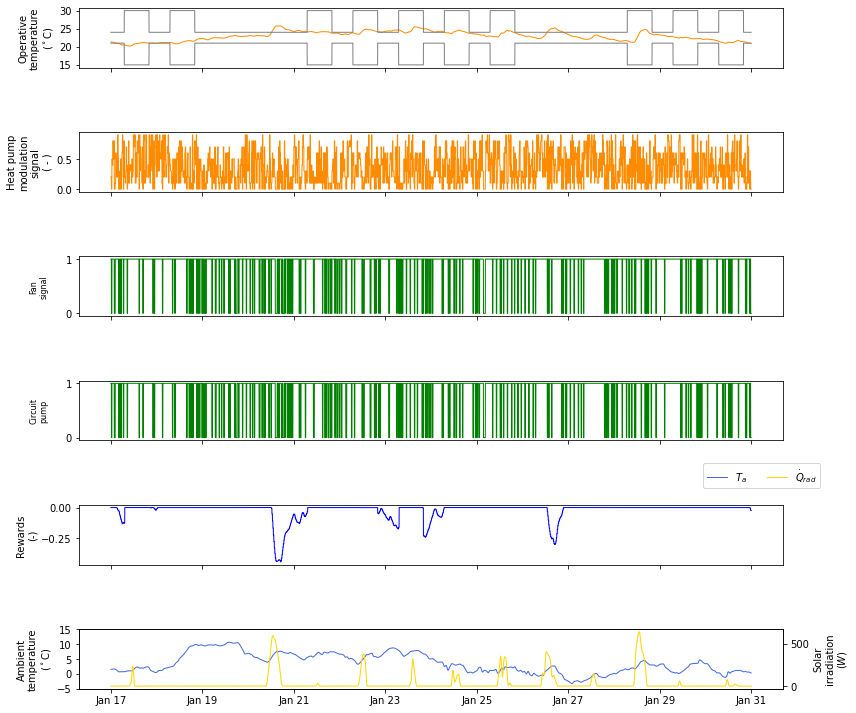 Operative
temperature
(°C)
30
25
20
15
Heat pump
modulation
signal
( - )
0.5
0.0
Fan
signal
1
0
Circuit
pump
1
0
T_a
Q̇_rad
Rewards
(-)
0.00
−0.25
Ambient
temperature
(°C)
15
10
5
0
−5
500
0
Solar
irradiation
(W)
Jan 17 Jan 19 Jan 21 Jan 23 Jan 25 Jan 27 Jan 29 Jan 31